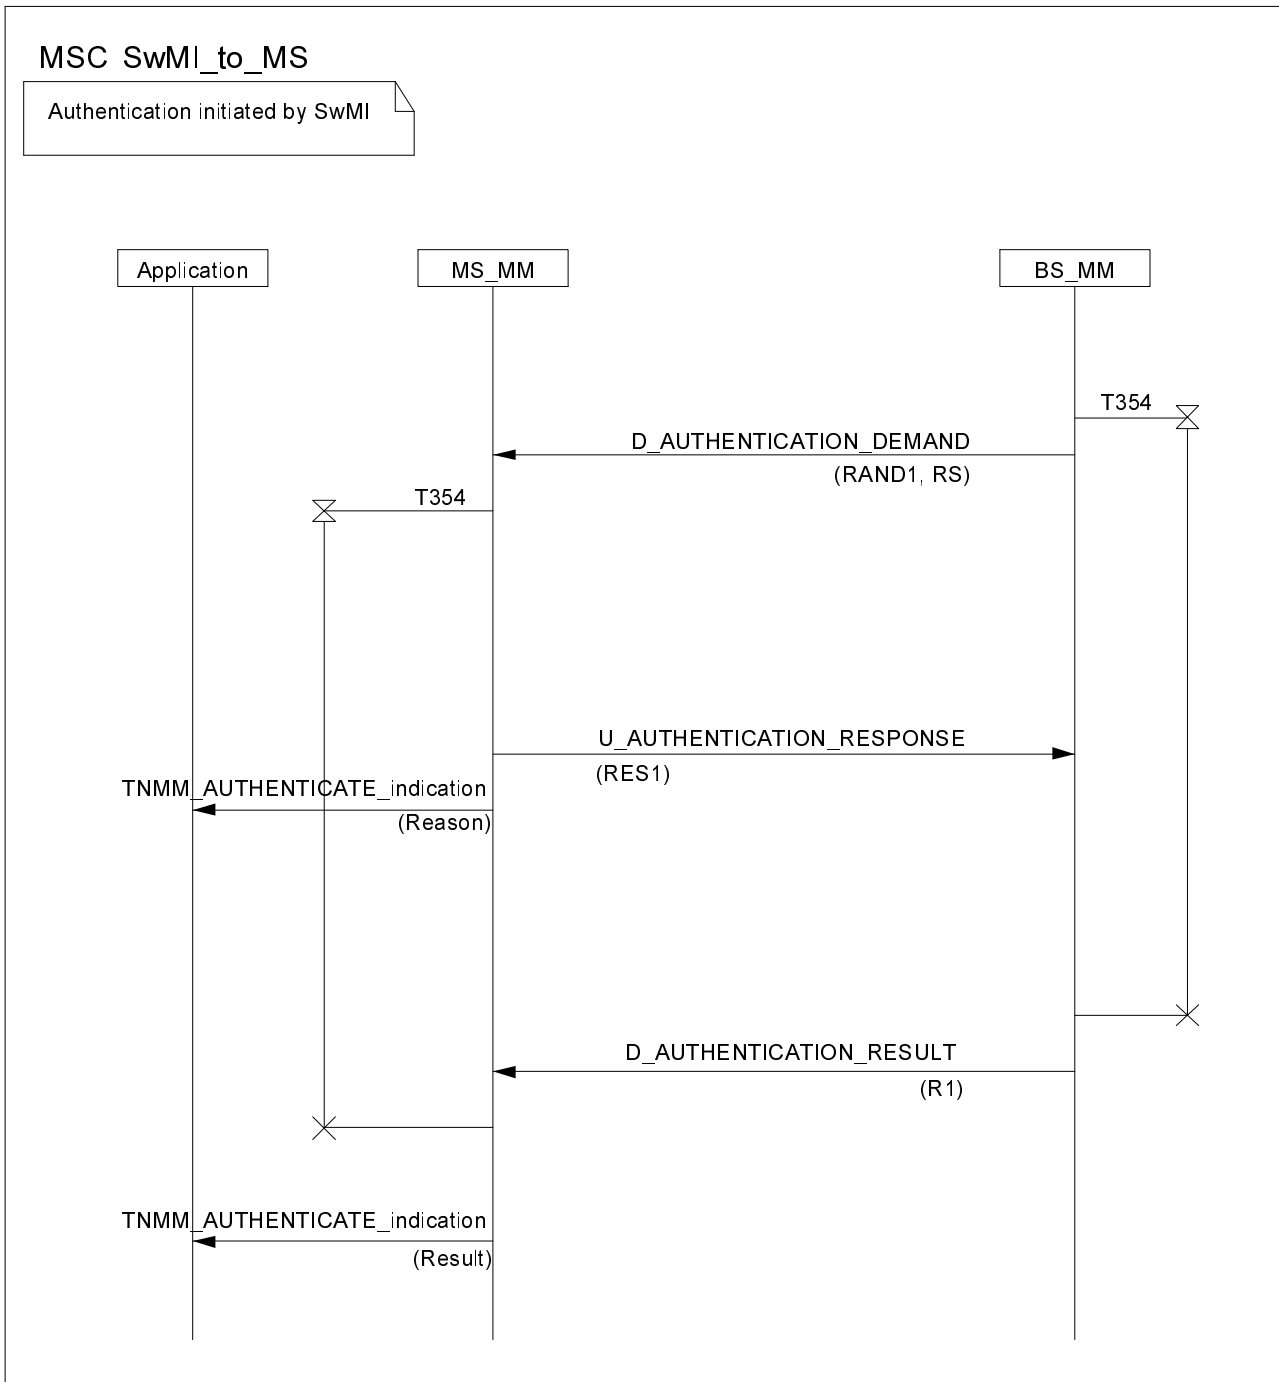 MSC SwMI_to_MS
Authentication initiated by SwMI
Application
MS_MM
BS_MM
T354
D_AUTHENTICATION_DEMAND
(RAND1, RS)
T354
U_AUTHENTICATION_RESPONSE
(RES1)
TNMM_AUTHENTICATE_indication
(Reason)
D_AUTHENTICATION_RESULT
(R1)
TNMM_AUTHENTICATE_indication
(Result)